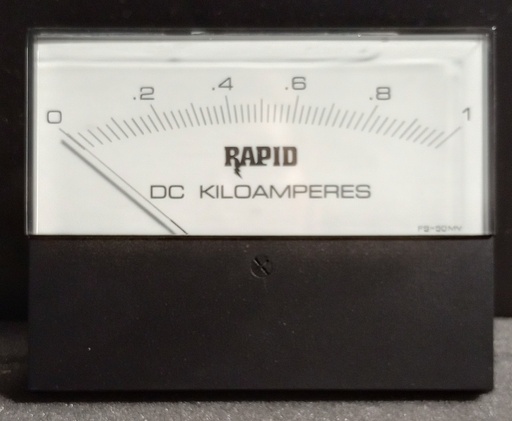 0 .2 .4 .6 .8 1
RAPID
DC KILOAMPERES
FS=50MV